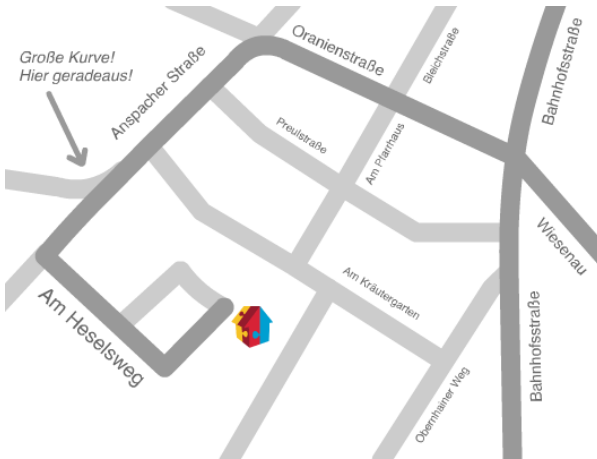 Große Kurve!
Hier geradeaus!
Anspacher Straße
Oranienstraße
Bleichstraße
Bahnhofsstraße
Preulstraße
Am Pfarrhaus
Wiesenau
Am Kräutergarten
Am Heselsweg
Bahnhofsstraße
Obernhainer Weg